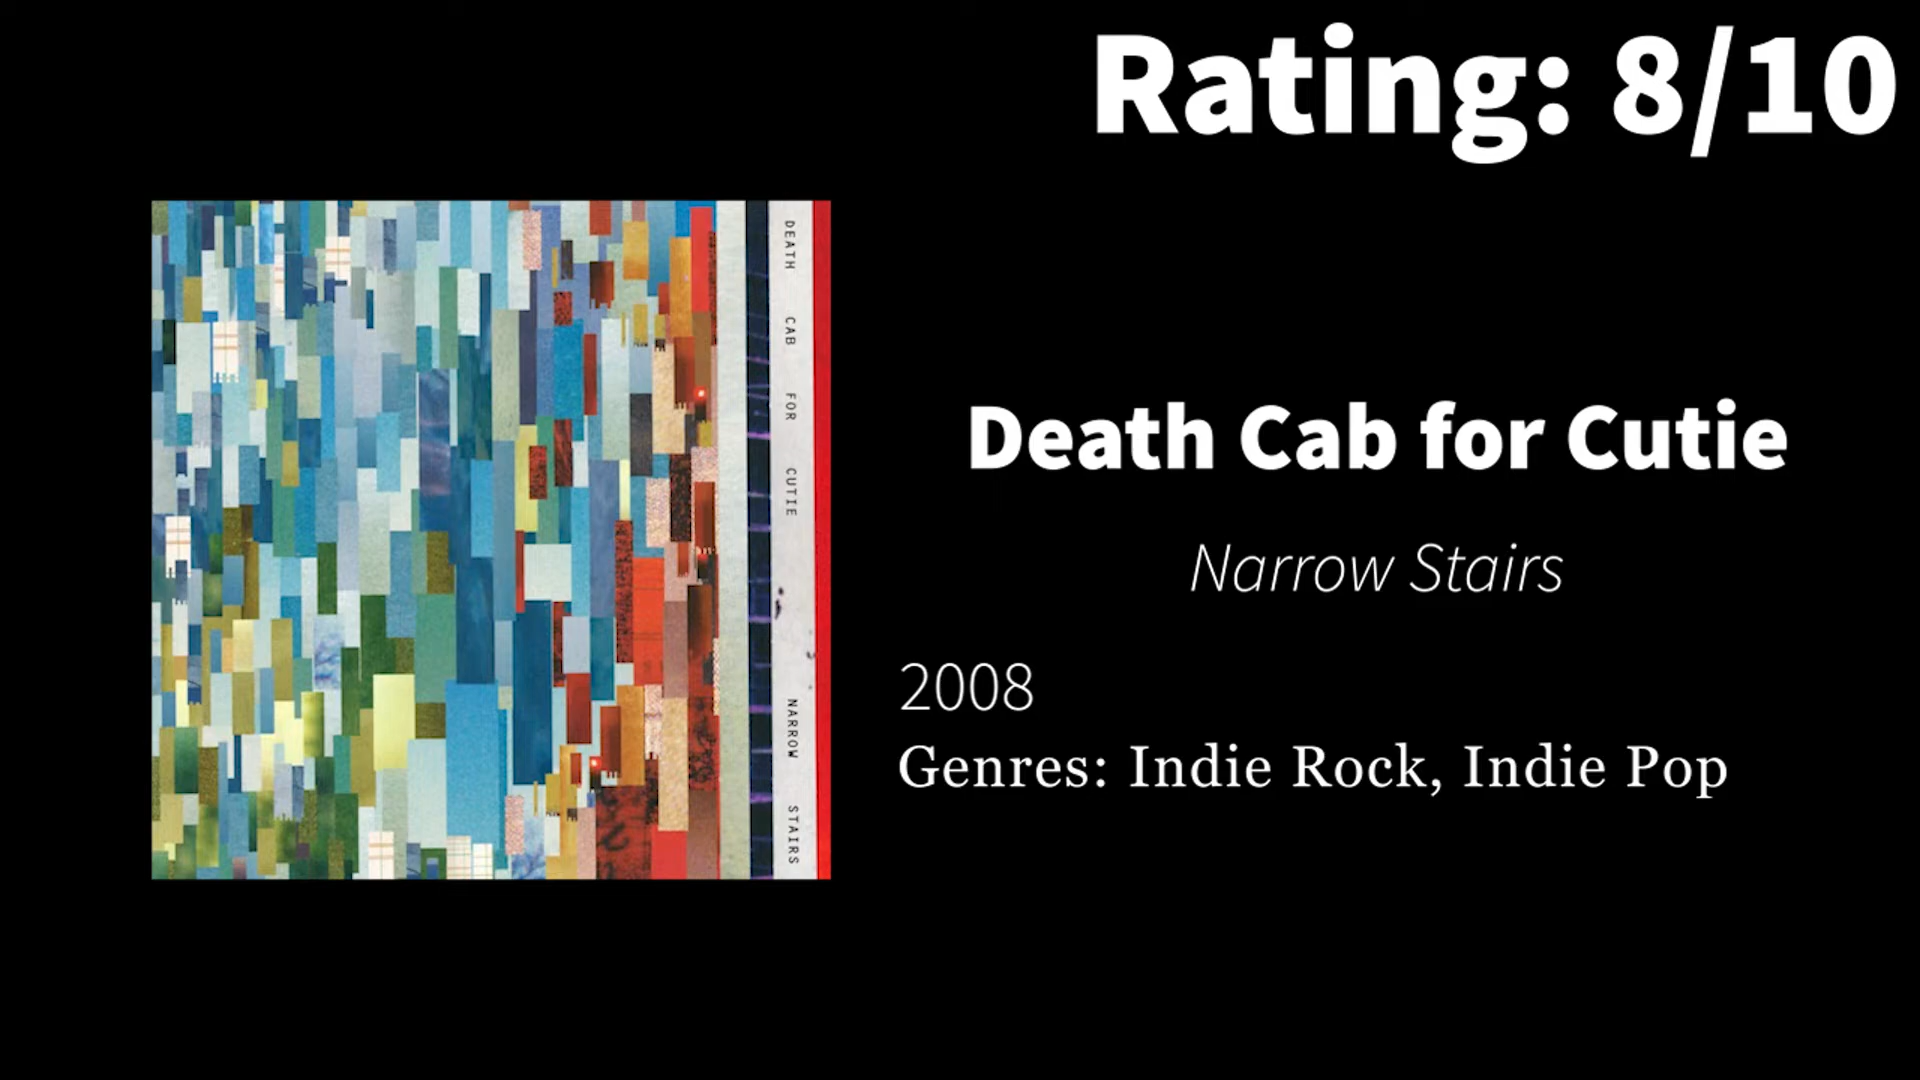 Rating: 8/10
DEATH CAB FOR CUTIE NARROW STAIRS
Death Cab for Cutie
Narrow Stairs
2008
Genres: Indie Rock, Indie Pop